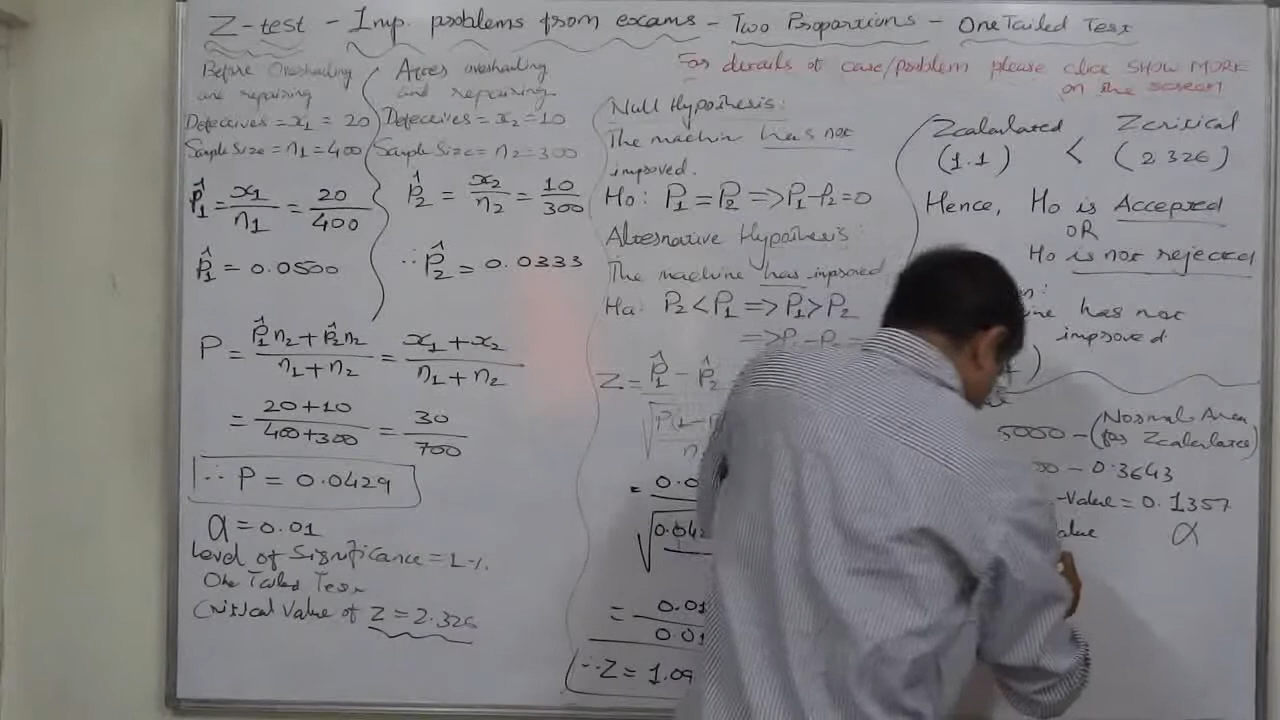 Z-test - Imp. problems from exams - Two Proportions - One Tailed Test
For details of case/problem please click SHOW MORE
on the screen
Before Overhauling
and repairing
Defectives = x1 = 20
Sample Size = n1 = 400
p̂1 = x1/n1 = 20/400
p̂1 = 0.0500
After overhauling
and repairing
Defectives = x2 = 10
Sample Size = n2 = 300
p̂2 = x2/n2 = 10/300
∴ p̂2 = 0.0333
P = (p̂1n2 + p̂2n2)/(n1 + n2) = (x1 + x2)/(n1 + n2)
= (20+10)/(400+300) = 30/700
∴ P = 0.0429
α = 0.01
Level of Significance = 1-%
One Tailed Test
Critical Value of Z = 2.326
Null Hypothesis:
The machine has not
improved.
Ho: P1 = P2 => P1 - P2 = 0
Alternative Hypothesis:
The machine has improved
Ha: P2 < P1 => P1 > P2
=> P1 - P2
Z = p̂1 - p̂2
P(1-P
n
= 0.0
0.042
= 0.01
0.01
∴ Z = 1.09
Zcalculated < Zcritical
(1.1) (2.326)
Hence, Ho is Accepted
OR
Ho is not rejected
n:
ine has not
improved
5000 - (Normal Area
for Zcalculated)
00 - 0.3643
-Value = 0.1357
alue α